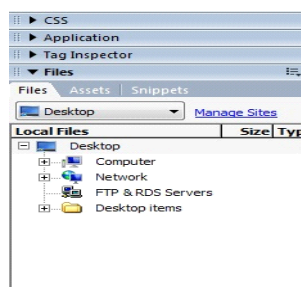 CSS
Application
Tag Inspector
Files
Files Assets Snippets
Desktop Manage Sites
Local Files Size Typ
Desktop
Computer
Network
FTP & RDS Servers
Desktop items